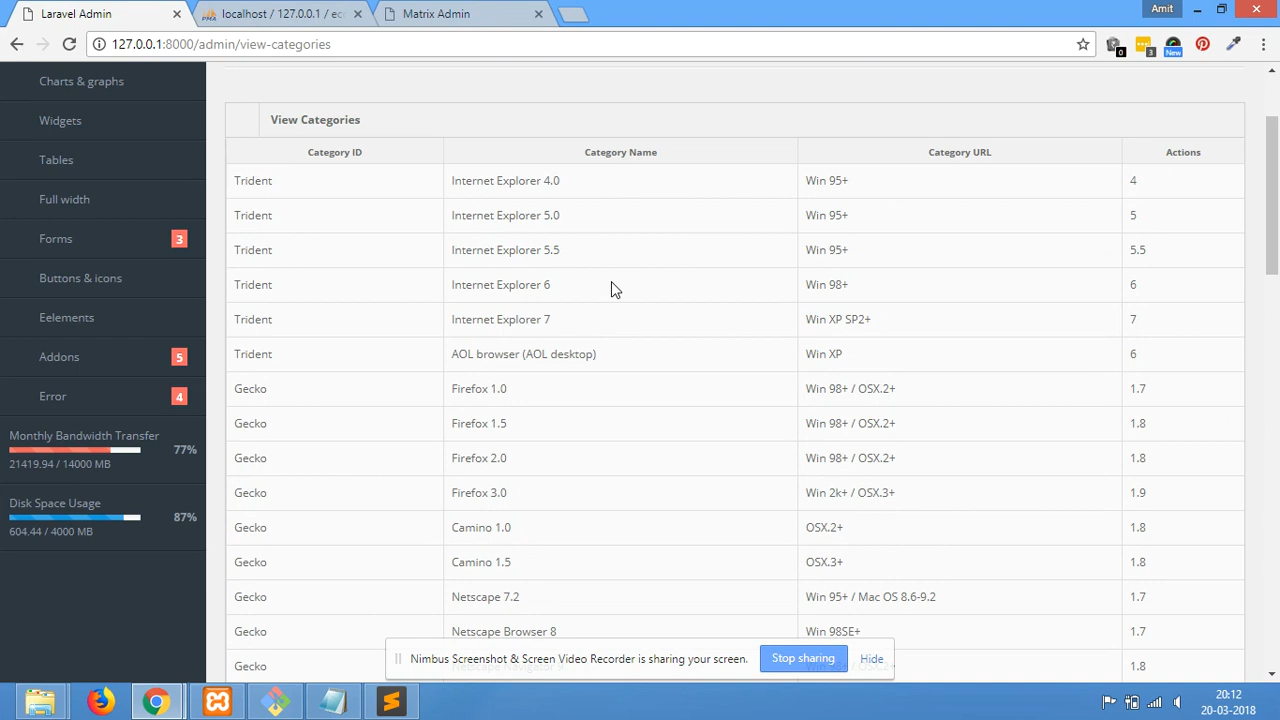 Laravel Admin
localhost / 127.0.0.1 / ecr
Matrix Admin
Amit
127.0.0.1:8000/admin/view-categories
0
3
New
Charts & graphs
Widgets
Tables
Full width
Forms 3
Buttons & icons
Eelements
Addons 5
Error 4
Monthly Bandwidth Transfer
77%
21419.94 / 14000 MB
Disk Space Usage
87%
604.44 / 4000 MB
View Categories
Category ID Category Name Category URL Actions
Trident Internet Explorer 4.0 Win 95+ 4
Trident Internet Explorer 5.0 Win 95+ 5
Trident Internet Explorer 5.5 Win 95+ 5.5
Trident Internet Explorer 6 Win 98+ 6
Trident Internet Explorer 7 Win XP SP2+ 7
Trident AOL browser (AOL desktop) Win XP 6
Gecko Firefox 1.0 Win 98+ / OSX.2+ 1.7
Gecko Firefox 1.5 Win 98+ / OSX.2+ 1.8
Gecko Firefox 2.0 Win 98+ / OSX.2+ 1.8
Gecko Firefox 3.0 Win 2k+ / OSX.3+ 1.9
Gecko Camino 1.0 OSX.2+ 1.8
Gecko Camino 1.5 OSX.3+ 1.8
Gecko Netscape 7.2 Win 95+ / Mac OS 8.6-9.2 1.7
Gecko Netscape Browser 8 Win 98SE+ 1.7
Gecko 1.8
Nimbus Screenshot & Screen Video Recorder is sharing your screen. Stop sharing Hide
20:12
20-03-2018